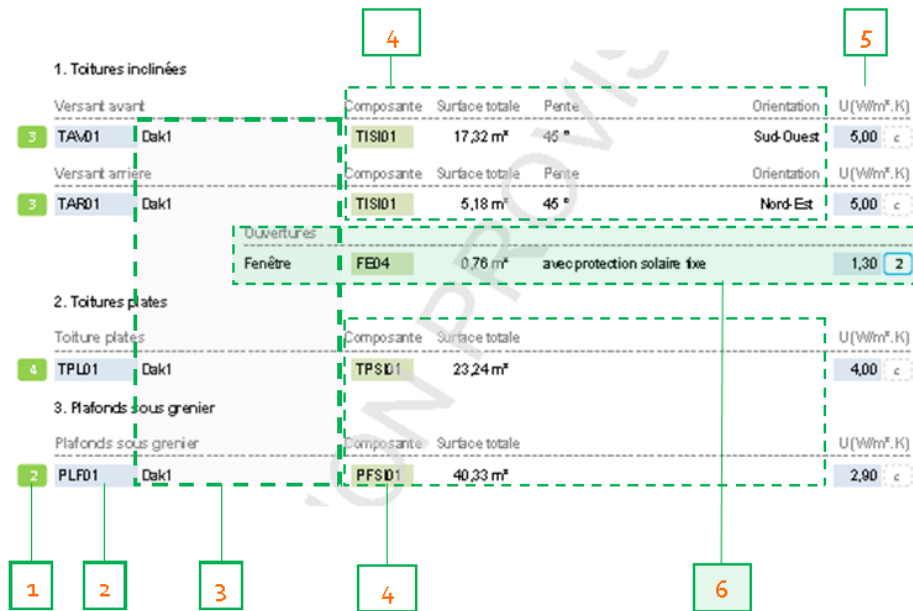 4 5
1. Toitures inclinées
Versant avant Composante Surface totale Pente Orientation U(W/m².K)
3 TAV01 Dak1 TISI01 17,32 m² 45 ° Sud-Ouest 5,00 c
Versant arrière Composante Surface totale Pente Orientation U(W/m².K)
3 TAR01 Dak1 TISI01 5,18 m² 45 ° Nord-Est 5,00 c
Ouvertures
Fenêtre FE04 0,76 m² avec protection solaire fixe 1,30 2
2. Toitures plates
Toiture plates Composante Surface totale U(W/m².K)
4 TPL01 Dak1 TPSI01 23,24 m² 4,00 c
3. Plafonds sous grenier
Plafonds sous grenier Composante Surface totale U(W/m².K)
2 PLF01 Dak1 PFSI01 40,33 m² 2,90 c
ION PROVIS
1 2 3 4 6